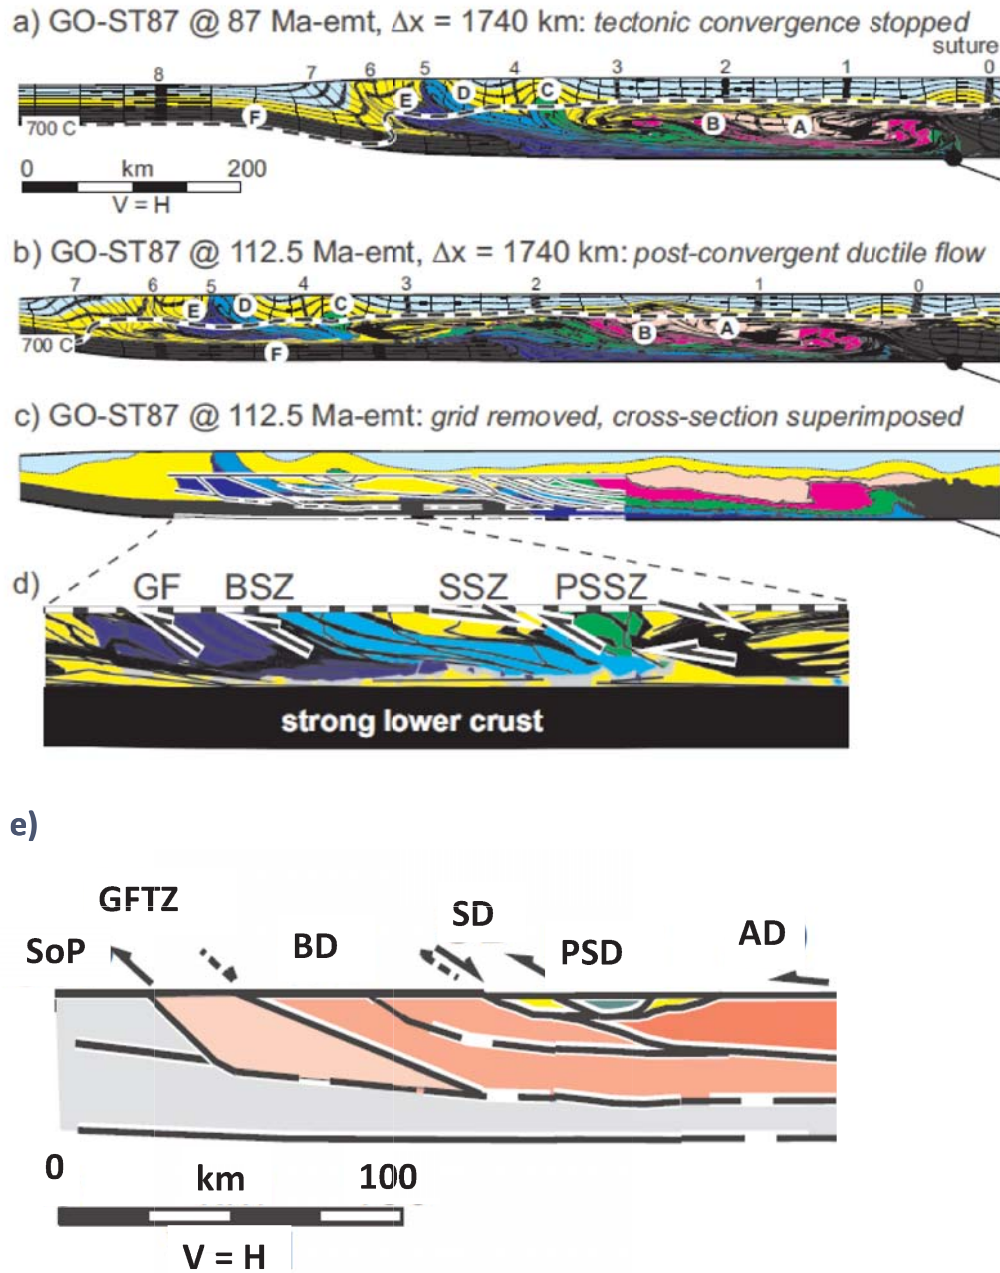 a) GO-ST87 @ 87 Ma-emt, Δx = 1740 km: tectonic convergence stopped
suture
8 7 6 5 4 3 2 1 0
E D C
F B A
700 C
0 km 200
V = H
b) GO-ST87 @ 112.5 Ma-emt, Δx = 1740 km: post-convergent ductile flow
7 6 5 4 3 2 1 0
E D C
B A
700 C
F
c) GO-ST87 @ 112.5 Ma-emt: grid removed, cross-section superimposed
d)
GF BSZ SSZ PSSZ
strong lower crust
e)
GFTZ
SD
SoP BD PSD AD
0 km 100
V = H